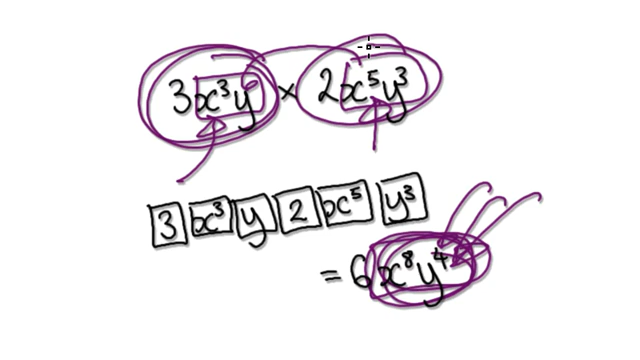 3x³y × 2x⁵y³
3 x³ y 2 x⁵ y³
= 6x⁸y⁴